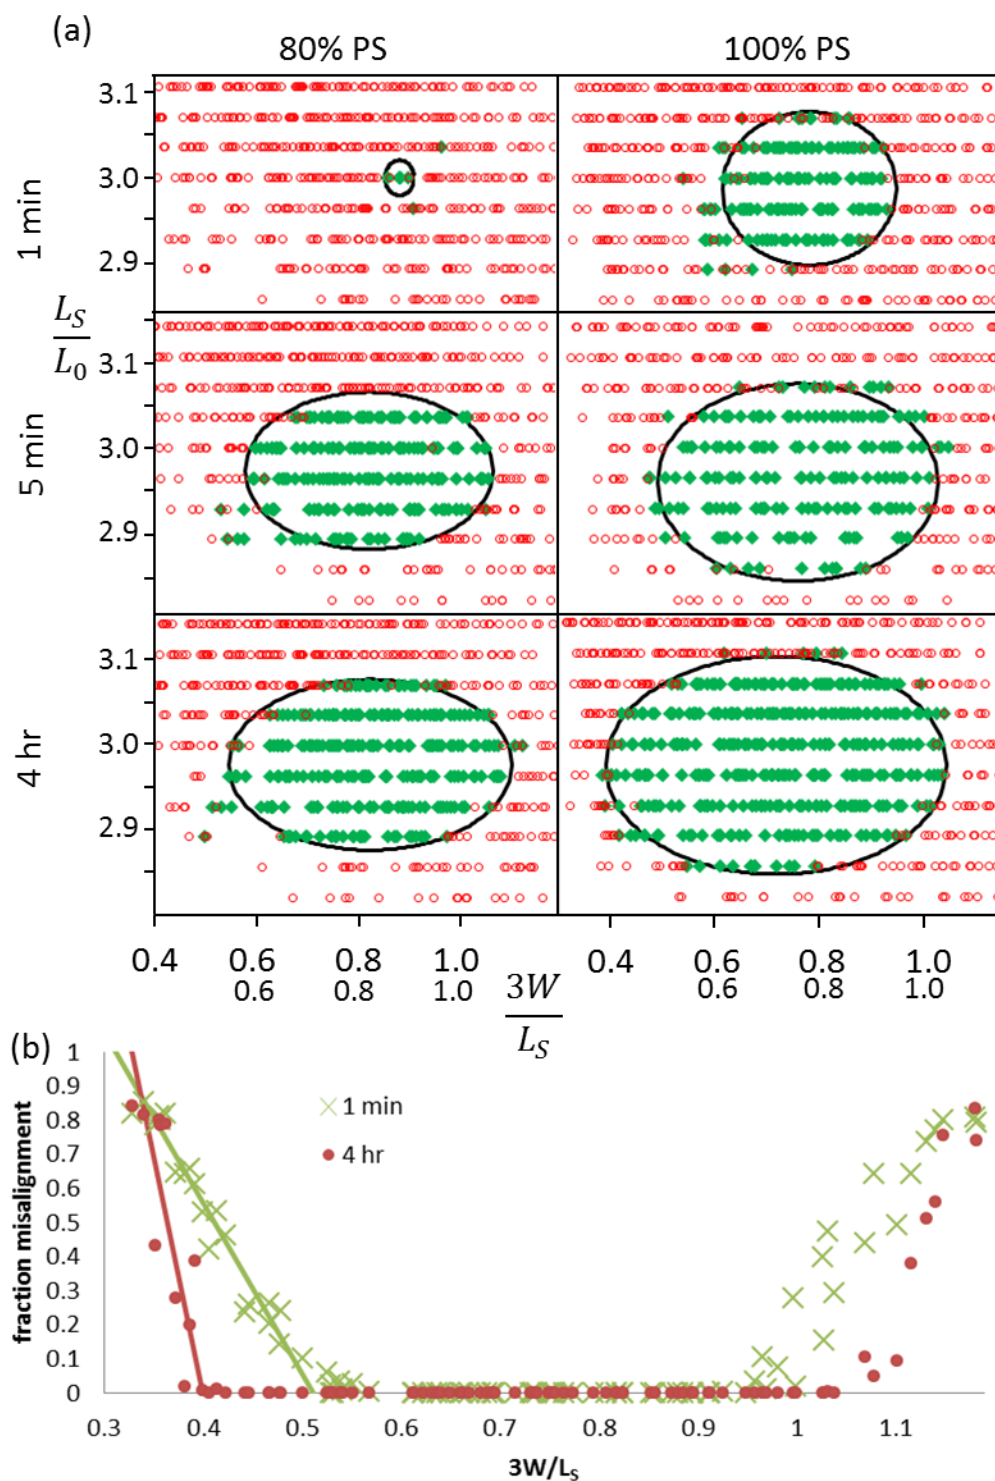 (a)
80% PS 100% PS
1 min
3.1
3.0
2.9
L_S
L_0
5 min
3.1
3.0
2.9
4 hr
3.1
3.0
2.9
0.4 0.6 0.8 1.0 0.4 0.6 0.8 1.0
0.6 0.8 1.0 0.6 0.8 1.0
3W
L_S
(b)
fraction misalignment
1
0.9
0.8
0.7
0.6
0.5
0.4
0.3
0.2
0.1
0
1 min
4 hr
0.3 0.4 0.5 0.6 0.7 0.8 0.9 1 1.1
3W/L_S